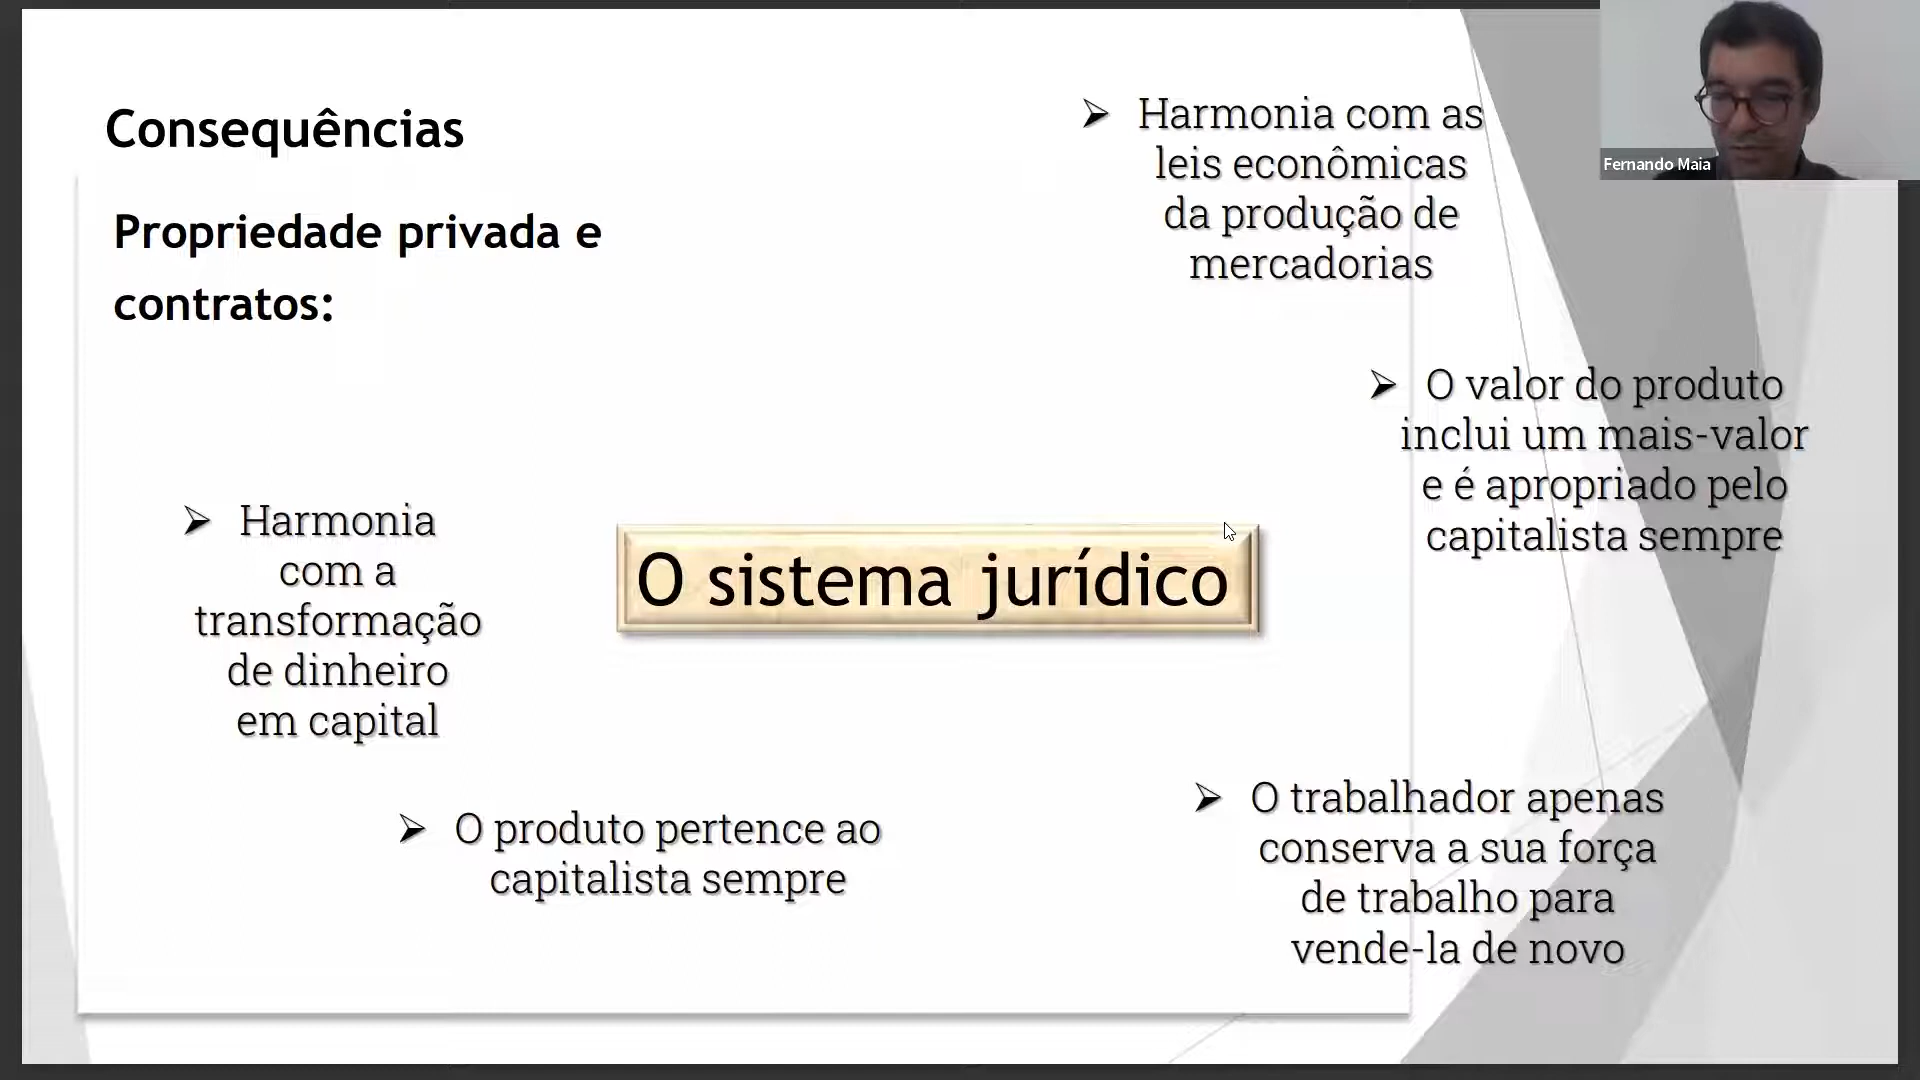 Consequências
Propriedade privada e
contratos:
Harmonia com as
leis econômicas
da produção de
mercadorias
Fernando Maia
O valor do produto
inclui um mais-valor
e é apropriado pelo
capitalista sempre
Harmonia
com a
transformação
de dinheiro
em capital
O sistema jurídico
O produto pertence ao
capitalista sempre
O trabalhador apenas
conserva a sua força
de trabalho para
vende-la de novo